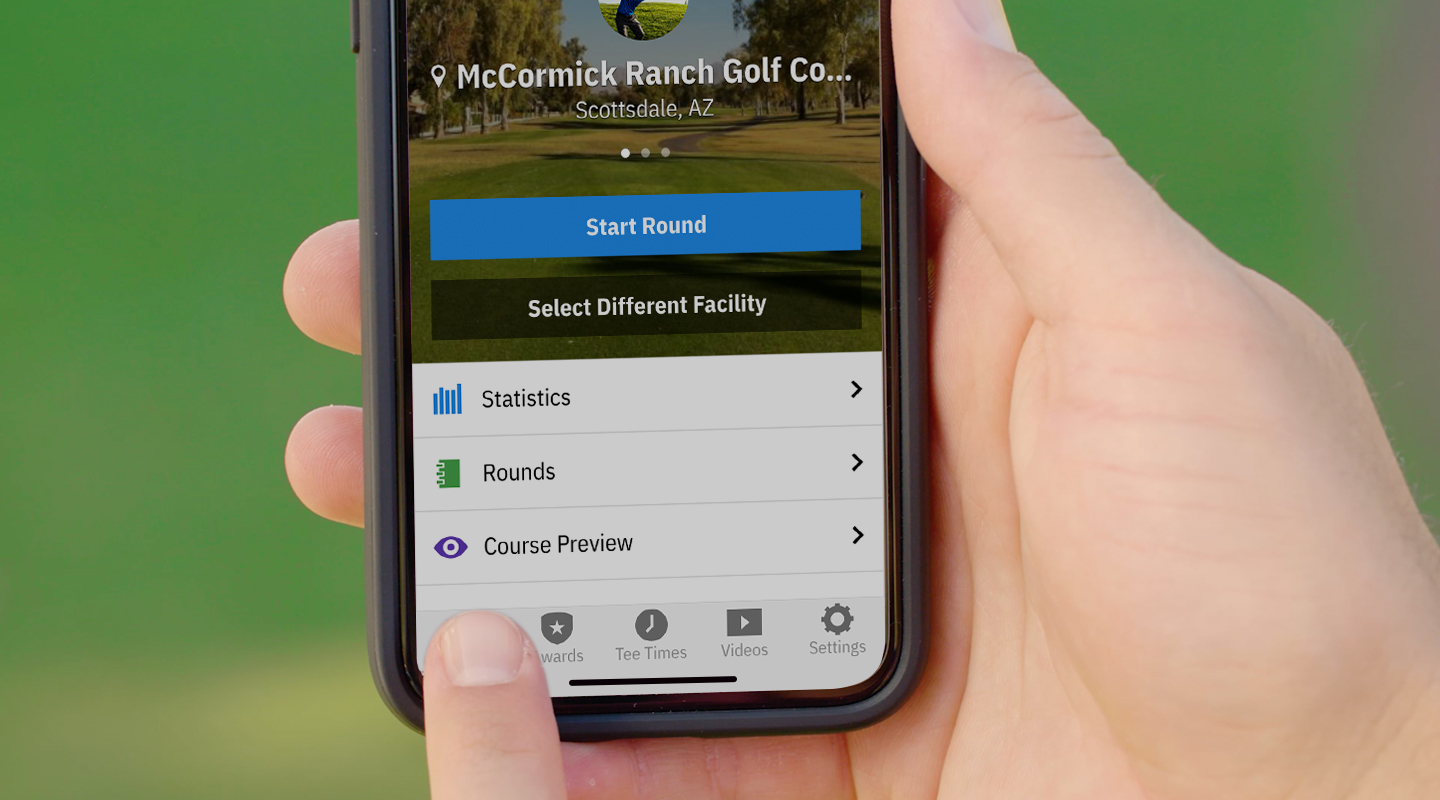 McCormick Ranch Golf Co...
Scottsdale, AZ
Start Round
Select Different Facility
Statistics
Rounds
Course Preview
wards
Tee Times
Videos
Settings